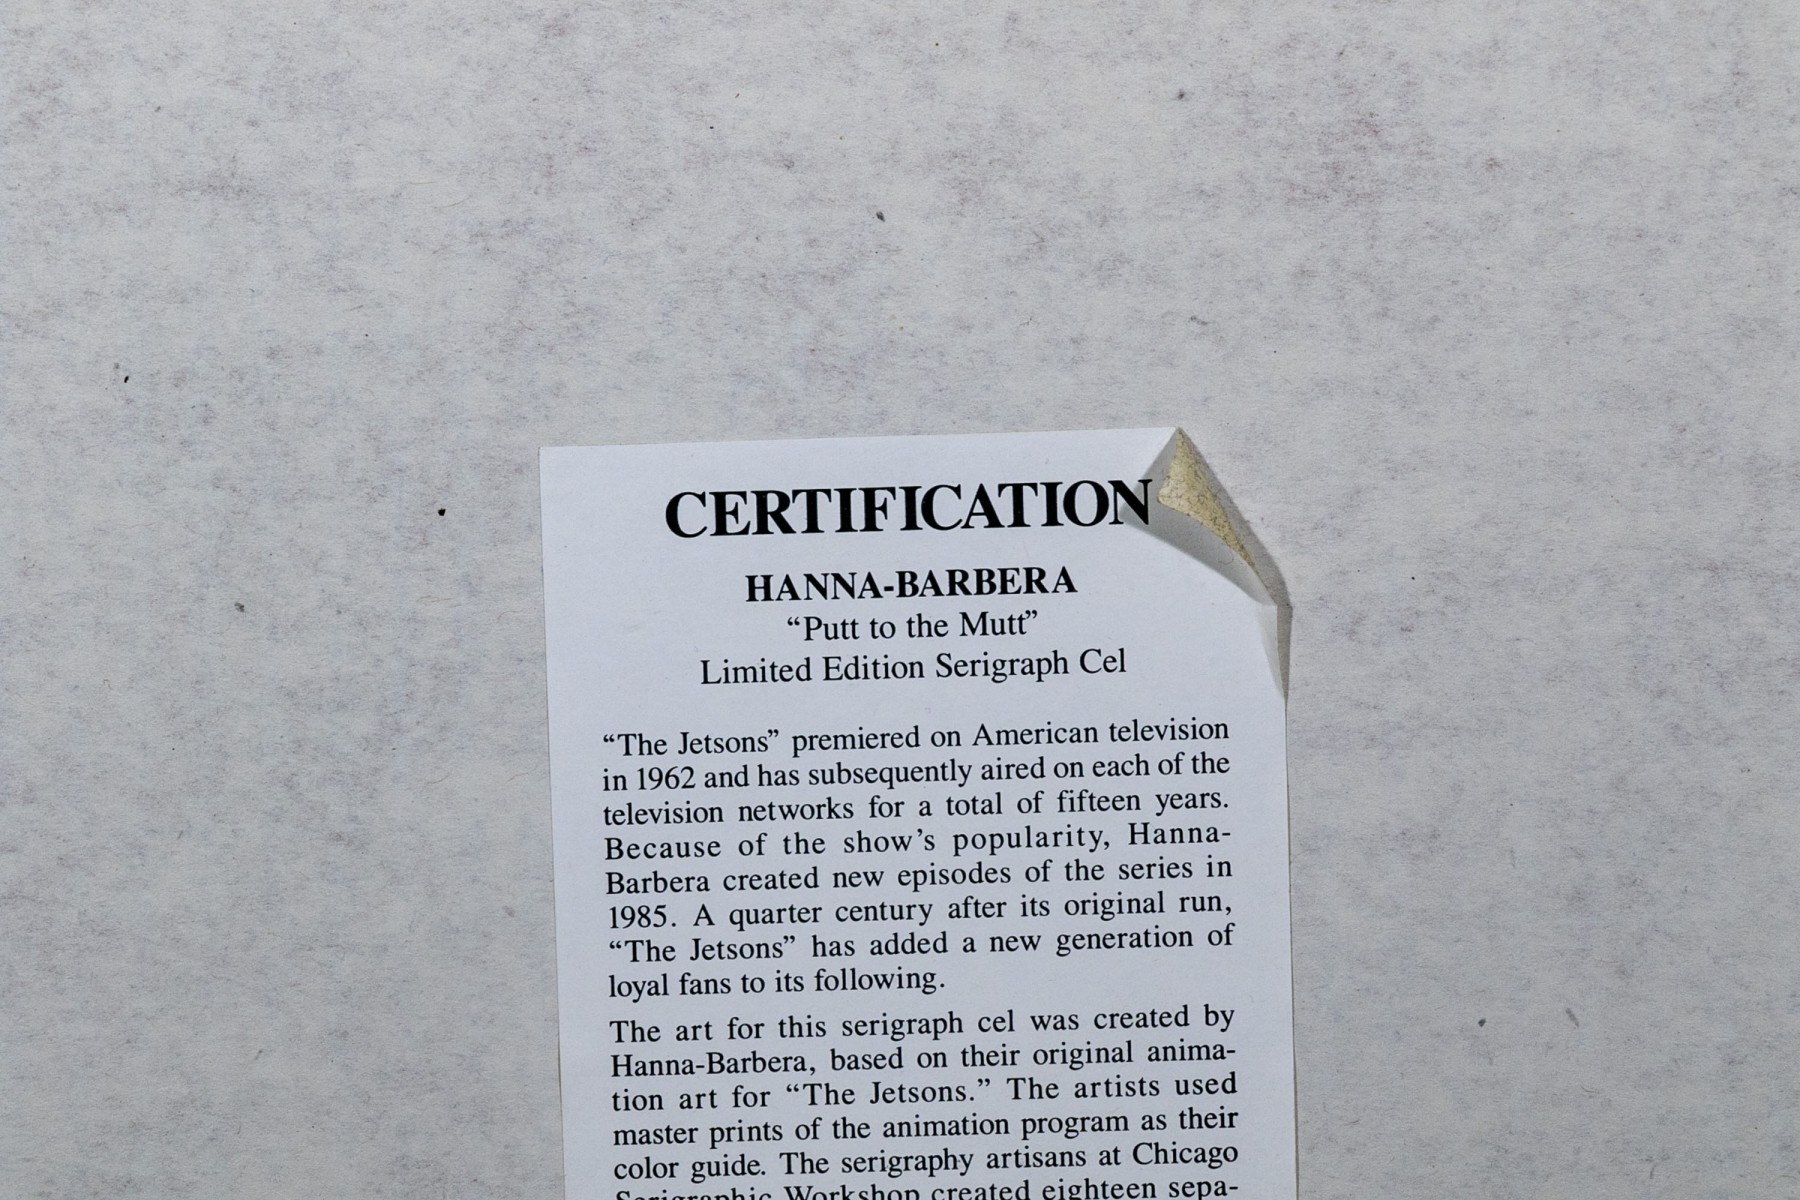 CERTIFICATION
HANNA-BARBERA
“Putt to the Mutt”
Limited Edition Serigraph Cel
“The Jetsons” premiered on American television
in 1962 and has subsequently aired on each of the
television networks for a total of fifteen years.
Because of the show’s popularity, Hanna-
Barbera created new episodes of the series in
1985. A quarter century after its original run,
“The Jetsons” has added a new generation of
loyal fans to its following.
The art for this serigraph cel was created by
Hanna-Barbera, based on their original anima-
tion art for “The Jetsons.” The artists used
master prints of the animation program as their
color guide. The serigraphy artisans at Chicago
Serigraphic Workshop created eighteen sepa-